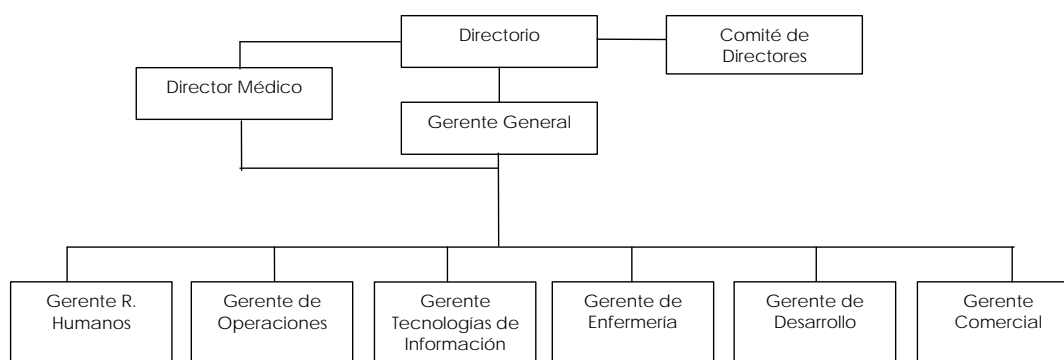 Directorio
Comité de
Directores
Director Médico
Gerente General
Gerente R.
Humanos
Gerente de
Operaciones
Gerente
Tecnologías de
Información
Gerente de
Enfermería
Gerente de
Desarrollo
Gerente
Comercial